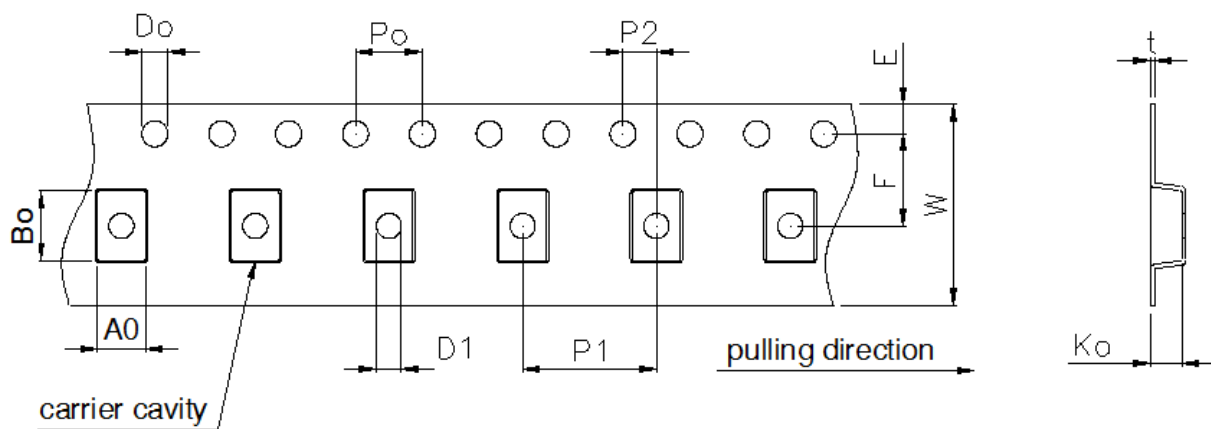 Do
Po
P2
E
t
Bo
F
W
A0
D1
P1
pulling direction
Ko
carrier cavity